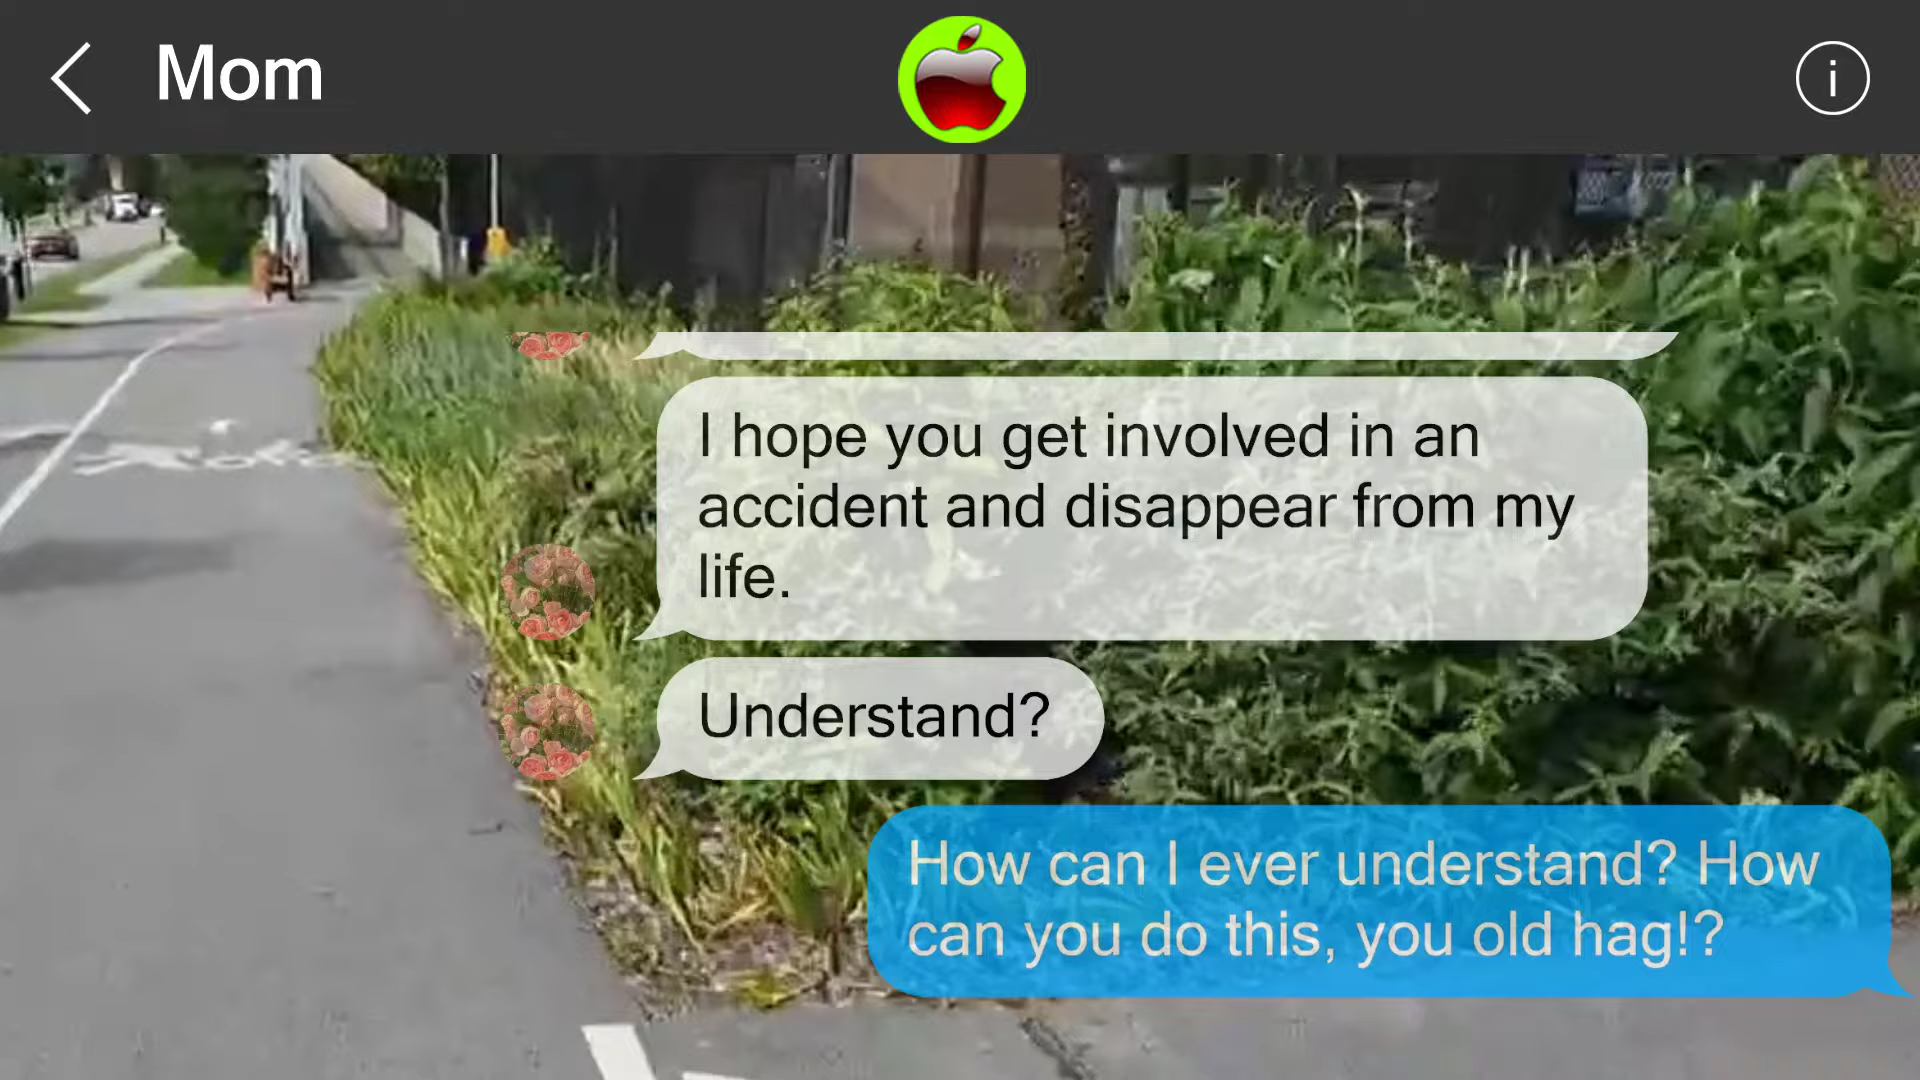 Mom
I hope you get involved in an
accident and disappear from my
life.
Understand?
How can I ever understand? How
can you do this, you old hag!?